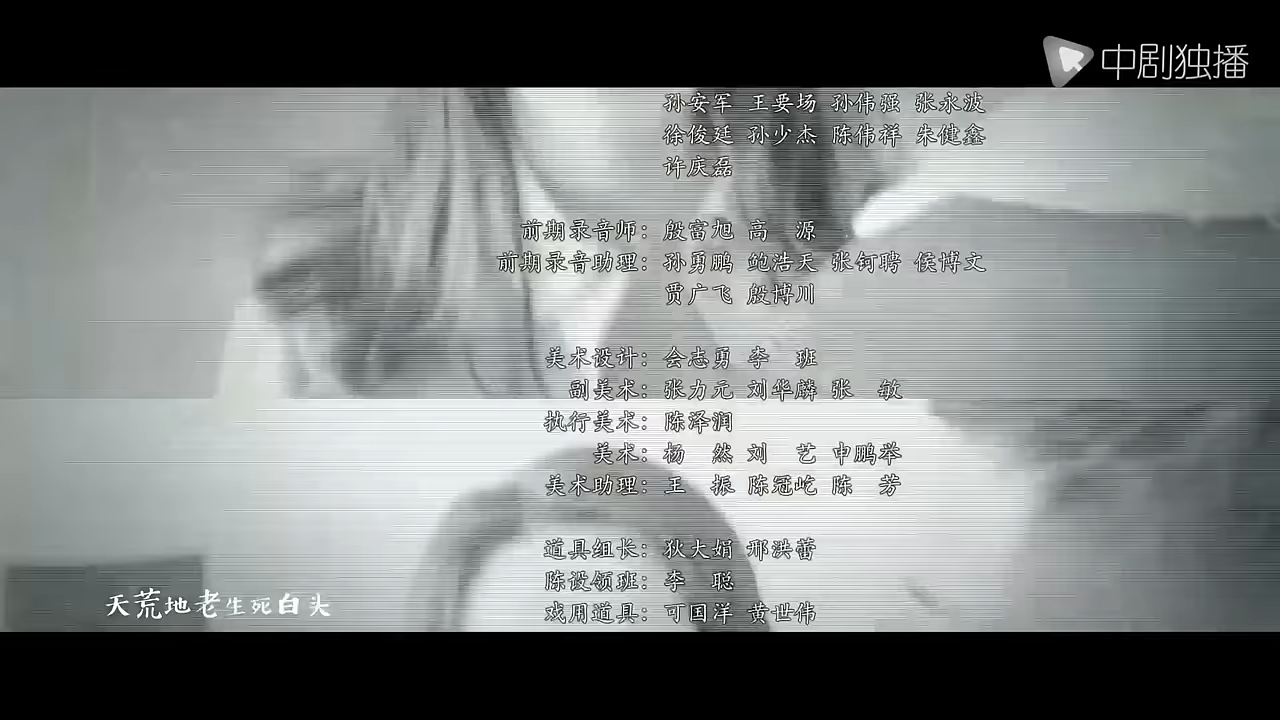 中剧独播
孙安军 王要场 孙伟强 张永波
徐俊廷 孙少杰 陈伟祥 朱健鑫
许庆磊
前期录音师：殷富旭 高 源
前期录音助理：孙勇鹏 鲍浩天 张钶聘 侯博文
贾广飞 殷博川
美术设计：会志勇 李 班
副美术：张力元 刘华麟 张 敏
执行美术：陈泽润
美术：杨 然 刘 艺 申鹏举
美术助理：王 振 陈冠屹 陈 芳
道具组长：狄大娟 邢洪蕾
陈设领班：李 聪
戏用道具：可国洋 黄世伟
天荒地老生死白头